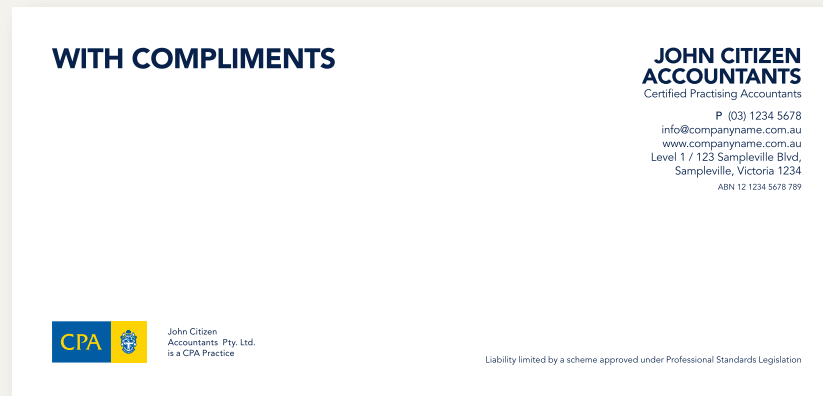 WITH COMPLIMENTS
JOHN CITIZEN
ACCOUNTANTS
Certified Practising Accountants
P (03) 1234 5678
info@companyname.com.au
www.companyname.com.au
Level 1 / 123 Sampleville Blvd,
Sampleville, Victoria 1234
ABN 12 1234 5678 789
CPA
John Citizen
Accountants Pty. Ltd.
is a CPA Practice
Liability limited by a scheme approved under Professional Standards Legislation